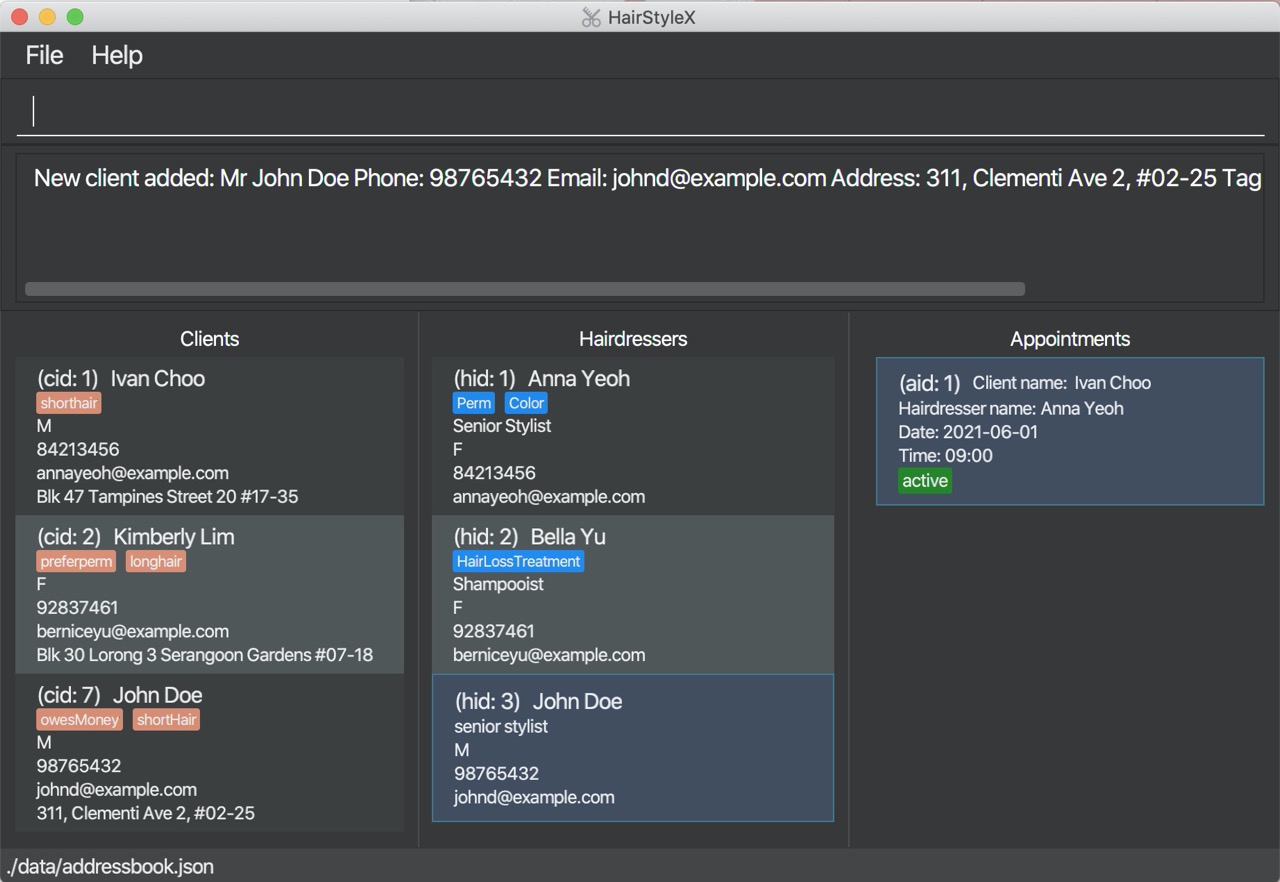 HairStyleX
File Help
New client added: Mr John Doe Phone: 98765432 Email: johnd@example.com Address: 311, Clementi Ave 2, #02-25 Tag
Clients
(cid: 1) Ivan Choo
shorthair
M
84213456
annayeoh@example.com
Blk 47 Tampines Street 20 #17-35
(cid: 2) Kimberly Lim
preferperm longhair
F
92837461
berniceyu@example.com
Blk 30 Lorong 3 Serangoon Gardens #07-18
(cid: 7) John Doe
owesMoney shortHair
M
98765432
johnd@example.com
311, Clementi Ave 2, #02-25
Hairdressers
(hid: 1) Anna Yeoh
Perm Color
Senior Stylist
F
84213456
annayeoh@example.com
(hid: 2) Bella Yu
HairLossTreatment
Shampooist
F
92837461
berniceyu@example.com
(hid: 3) John Doe
senior stylist
M
98765432
johnd@example.com
Appointments
(aid: 1) Client name: Ivan Choo
Hairdresser name: Anna Yeoh
Date: 2021-06-01
Time: 09:00
active
./data/addressbook.json